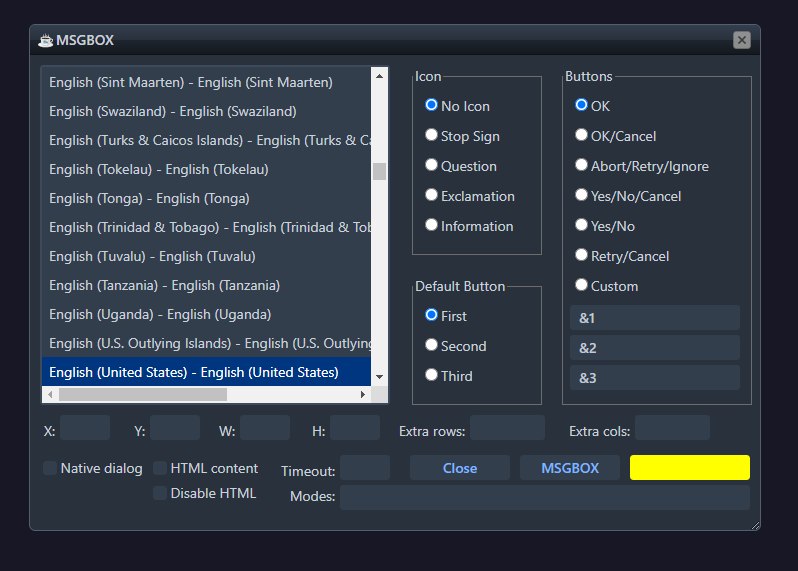 MSGBOX
English (Sint Maarten) - English (Sint Maarten)
English (Swaziland) - English (Swaziland)
English (Turks & Caicos Islands) - English (Turks & Ca
English (Tokelau) - English (Tokelau)
English (Tonga) - English (Tonga)
English (Trinidad & Tobago) - English (Trinidad & Tob
English (Tuvalu) - English (Tuvalu)
English (Tanzania) - English (Tanzania)
English (Uganda) - English (Uganda)
English (U.S. Outlying Islands) - English (U.S. Outlying
English (United States) - English (United States)
Icon
No Icon
Stop Sign
Question
Exclamation
Information
Default Button
First
Second
Third
Buttons
OK
OK/Cancel
Abort/Retry/Ignore
Yes/No/Cancel
Yes/No
Retry/Cancel
Custom
&1
&2
&3
X: Y: W: H: Extra rows: Extra cols:
Native dialog HTML content Timeout: Close MSGBOX
Disable HTML Modes: